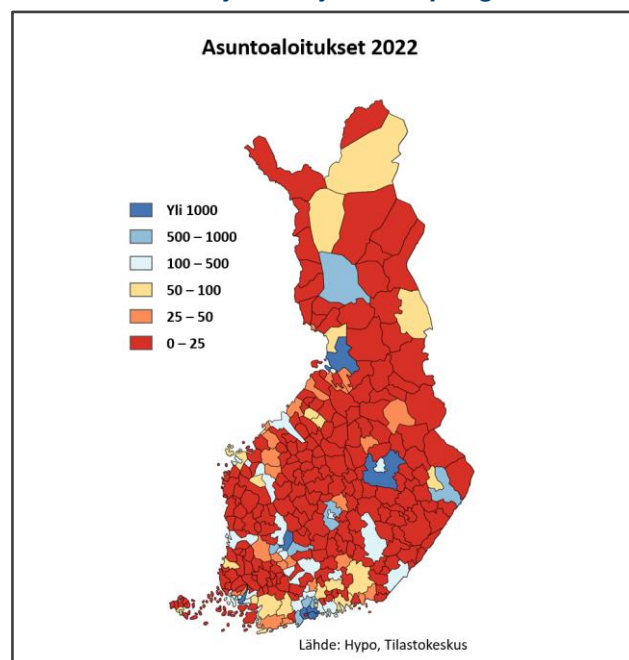 Asuntoaloitukset 2022
Yli 1000
500 – 1000
100 – 500
50 – 100
25 – 50
0 – 25
Lähde: Hypo, Tilastokeskus